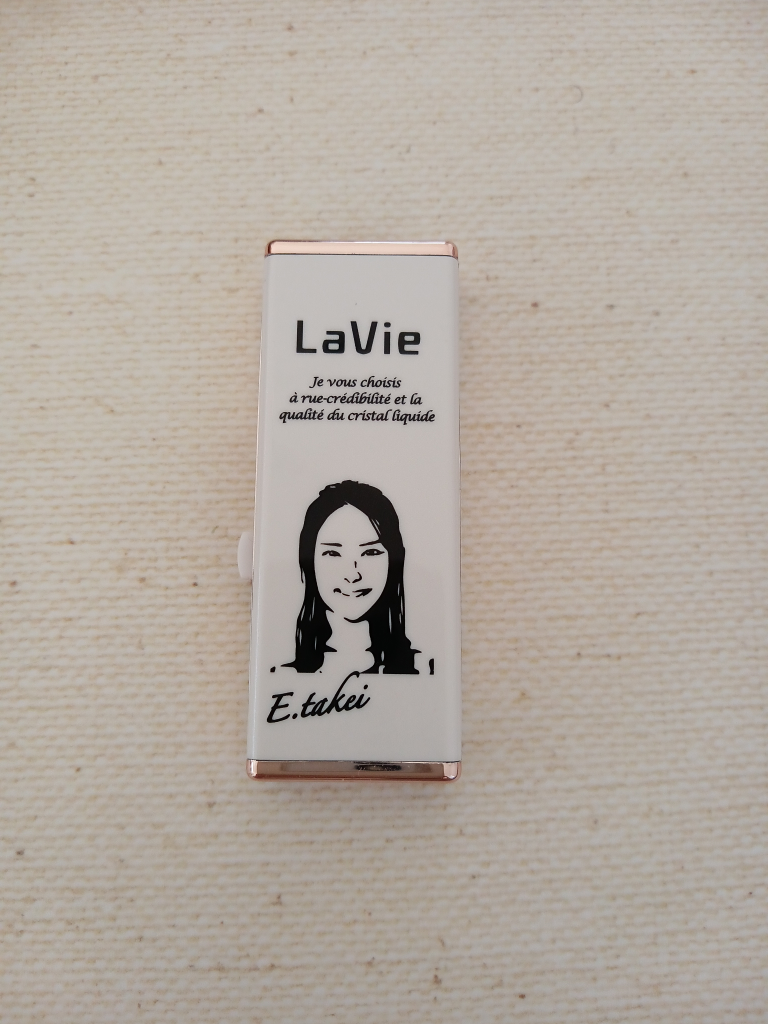 LaVie
Je vous choisis
à rue-crédibilité et la
qualité du cristal liquide
E.takei